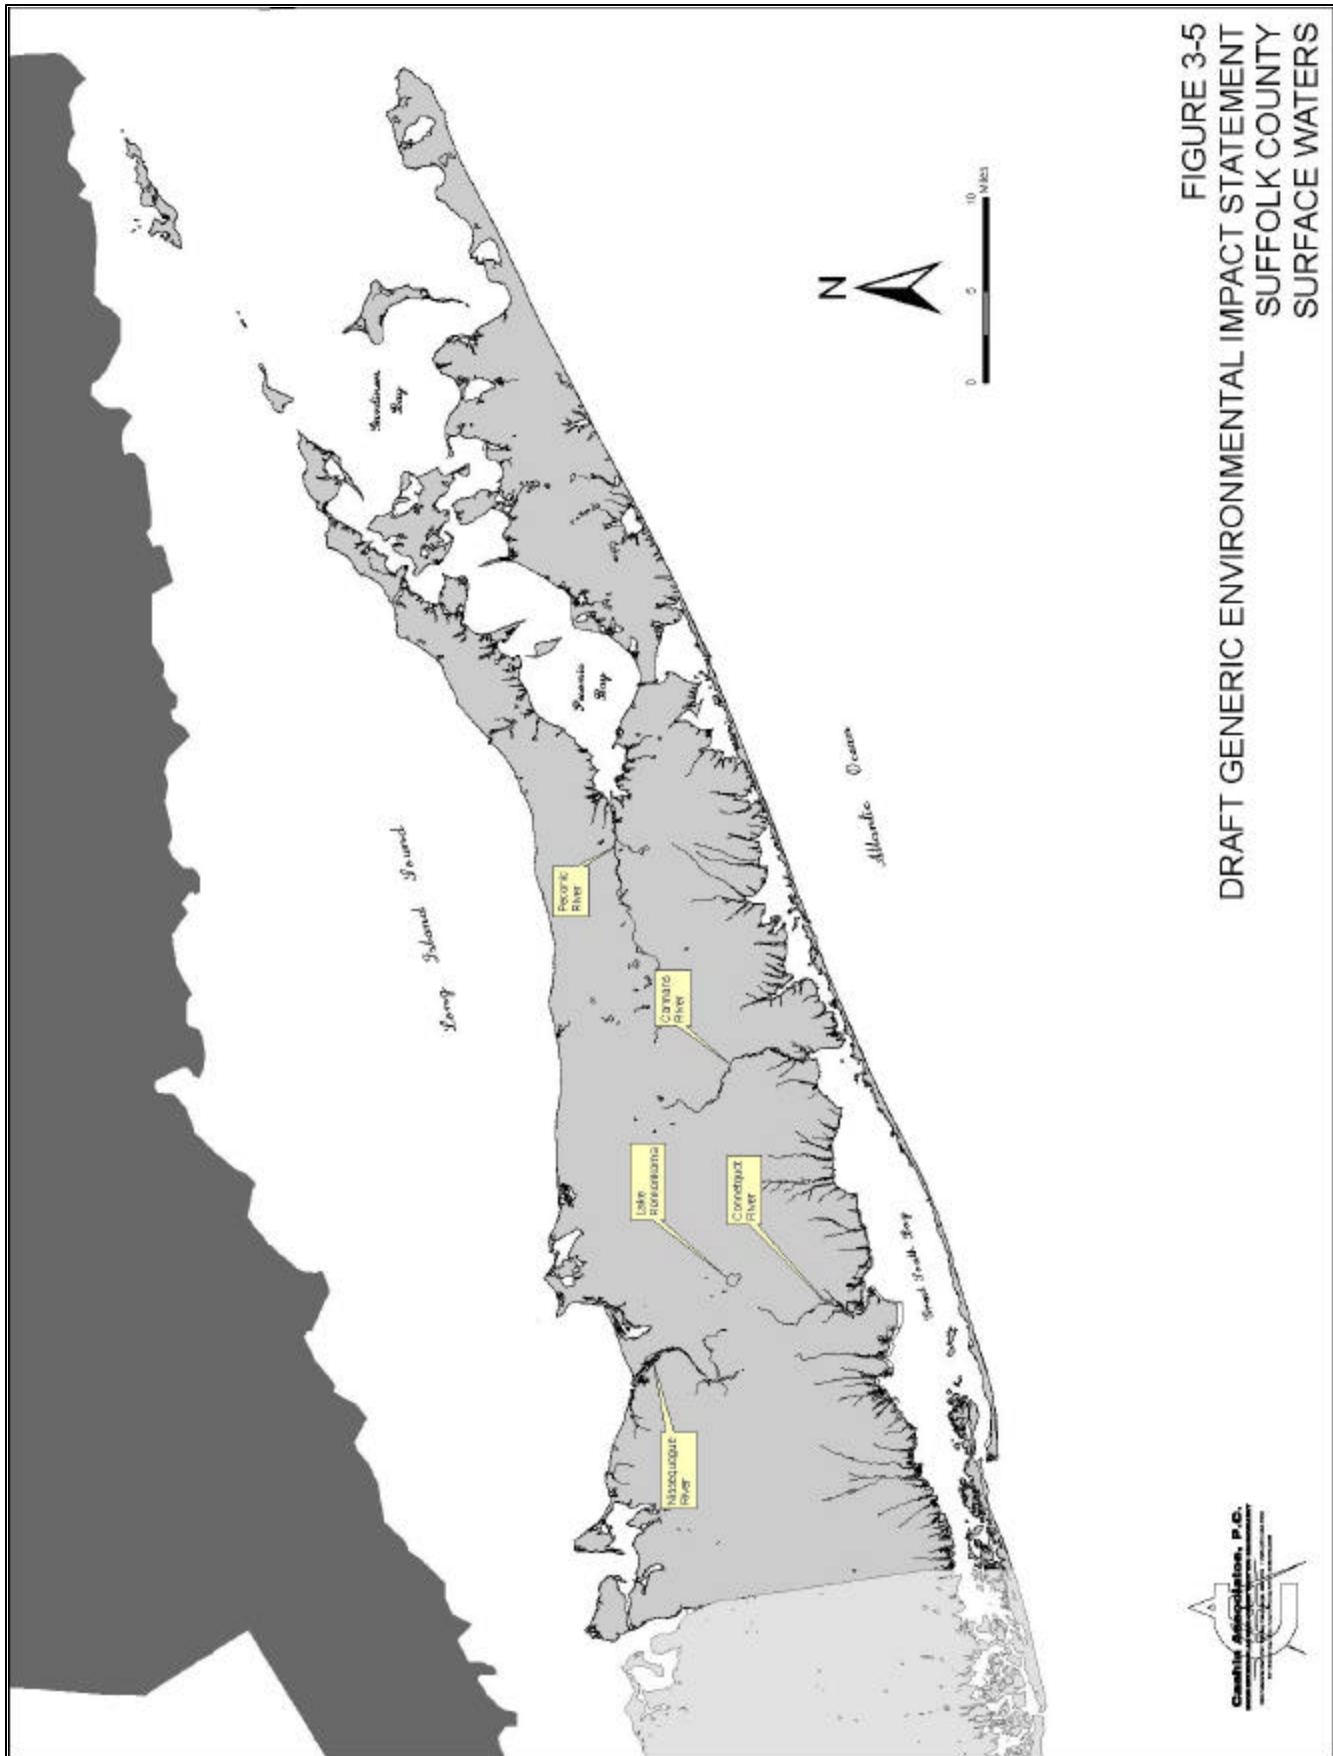 FIGURE 3-5
DRAFT GENERIC ENVIRONMENTAL IMPACT STATEMENT
SUFFOLK COUNTY
SURFACE WATERS
Long Island Sound
Gardiners
Bay
Peconic
Bay
Atlantic Ocean
Great South Bay
Peconic
River
Carmans
River
Lake
Ronkonkoma
Connetquot
River
Nissequogue
River
N
0 5 10
Miles
Cashin Associates, P.C.